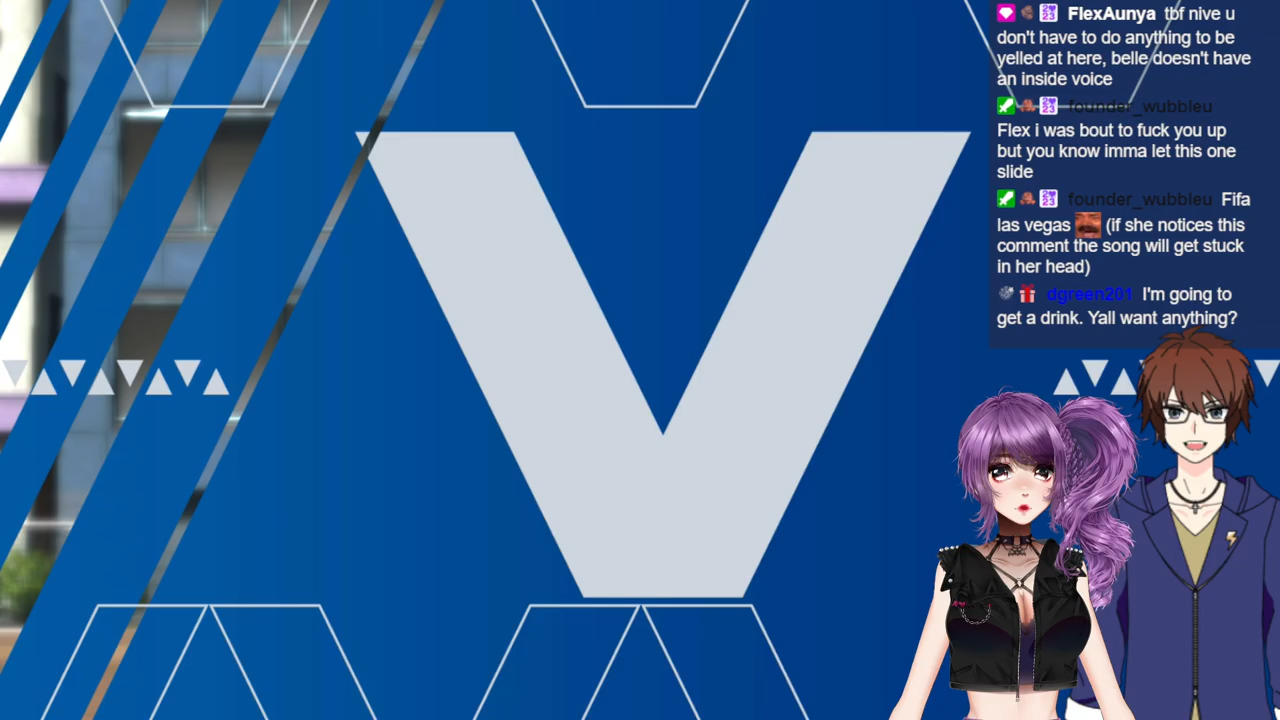 V
FlexAunya tbf nive u
don't have to do anything to be
yelled at here, belle doesn't have
an inside voice
founder_wubbleu
Flex i was bout to fuck you up
but you know imma let this one
slide
founder_wubbleu Fifa
las vegas (if she notices this
comment the song will get stuck
in her head)
dgreen201 I'm going to
get a drink. Yall want anything?